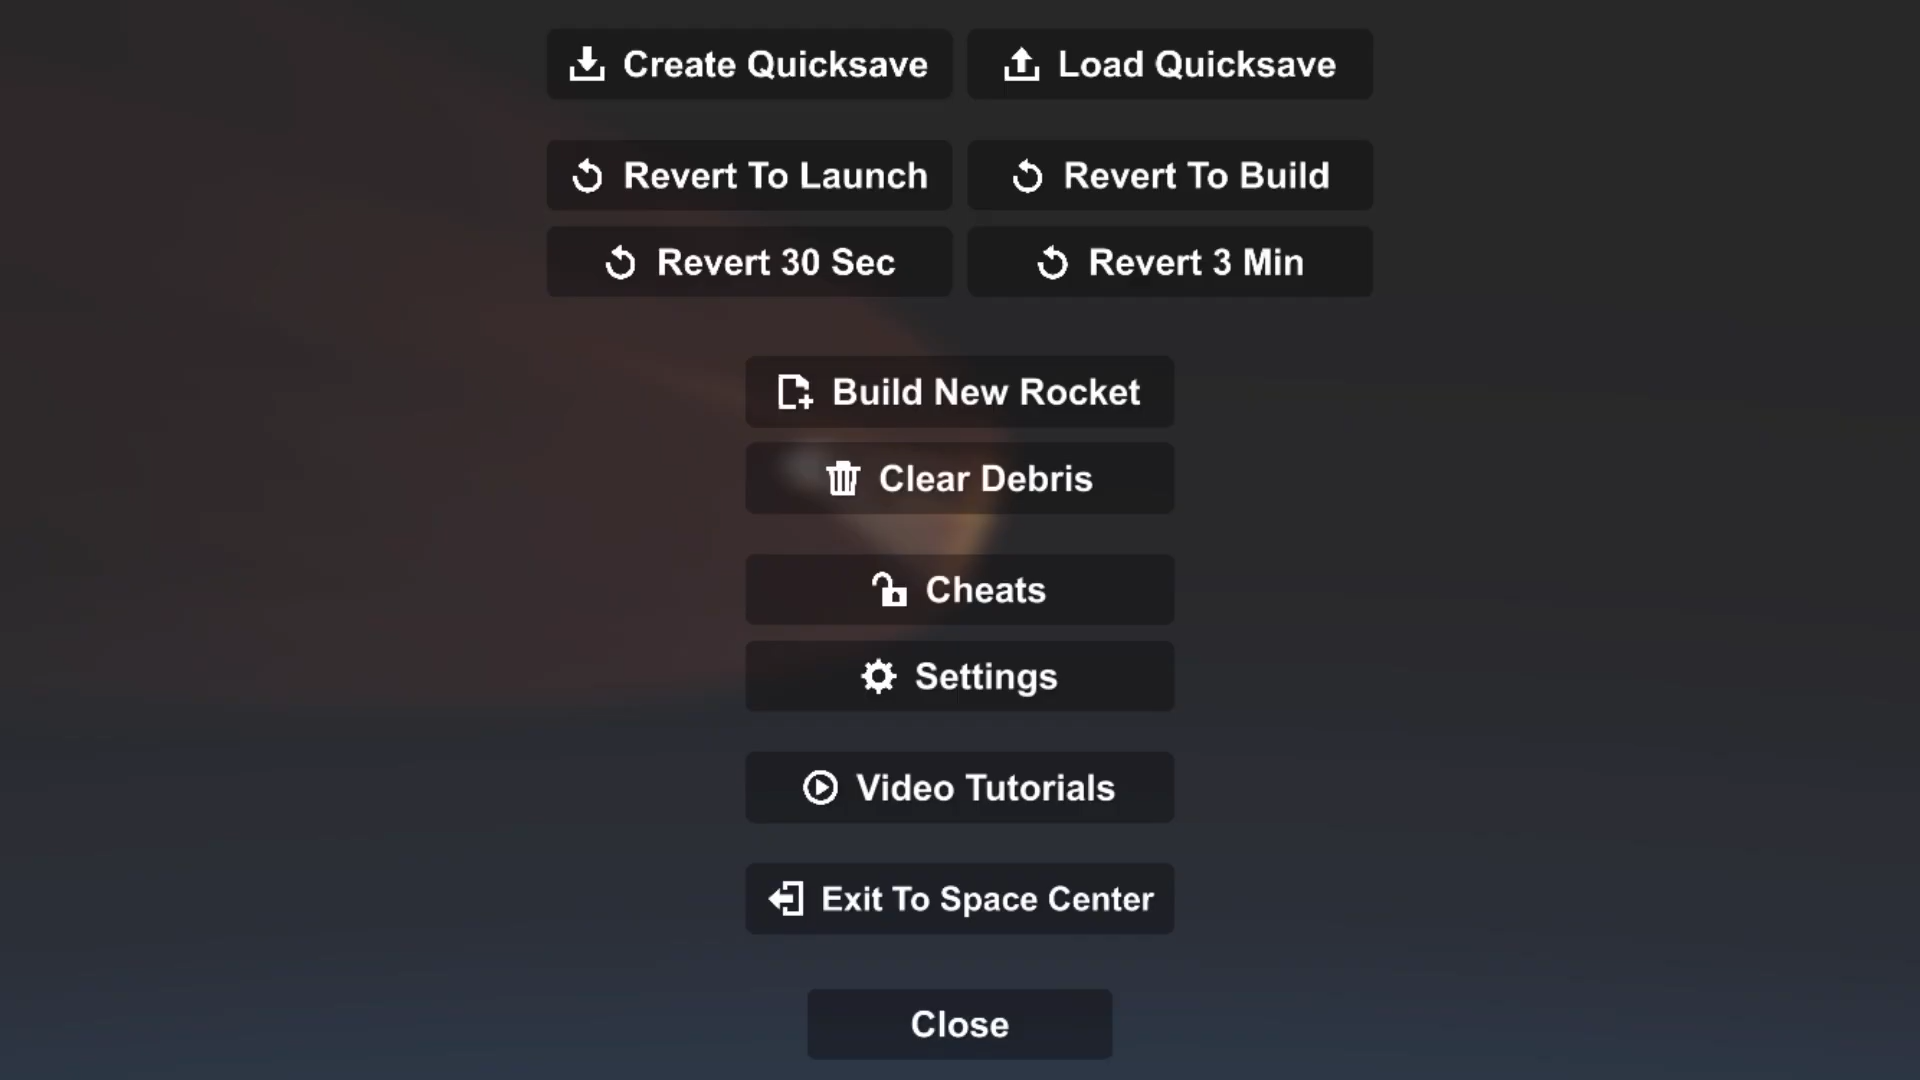 Create Quicksave
Load Quicksave
Revert To Launch
Revert To Build
Revert 30 Sec
Revert 3 Min
Build New Rocket
Clear Debris
Cheats
Settings
Video Tutorials
Exit To Space Center
Close